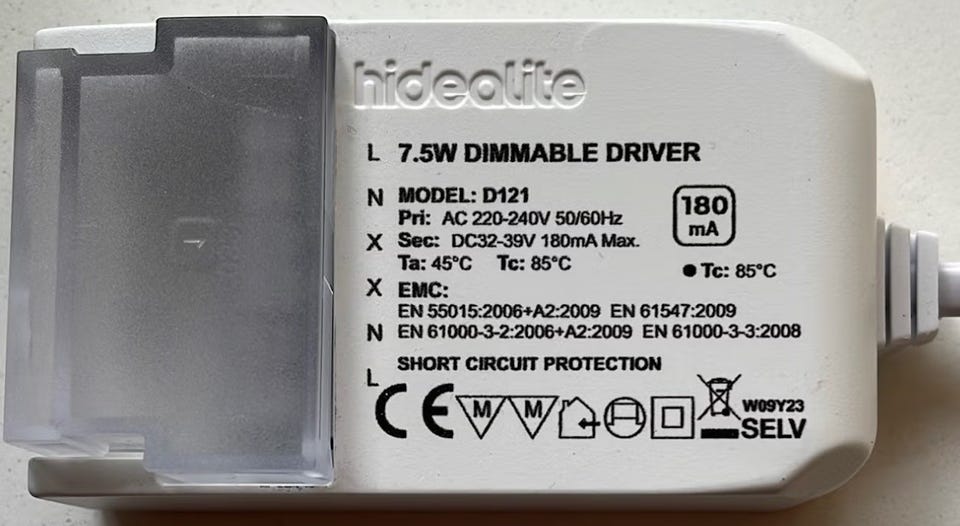 hidealite
L 7.5W DIMMABLE DRIVER
N MODEL: D121
Pri: AC 220-240V 50/60Hz
X Sec: DC32-39V 180mA Max.
Ta: 45°C Tc: 85°C
180
mA
● Tc: 85°C
X EMC:
EN 55015:2006+A2:2009 EN 61547:2009
N EN 61000-3-2:2006+A2:2009 EN 61000-3-3:2008
SHORT CIRCUIT PROTECTION
L
CE M M
W09Y23
SELV